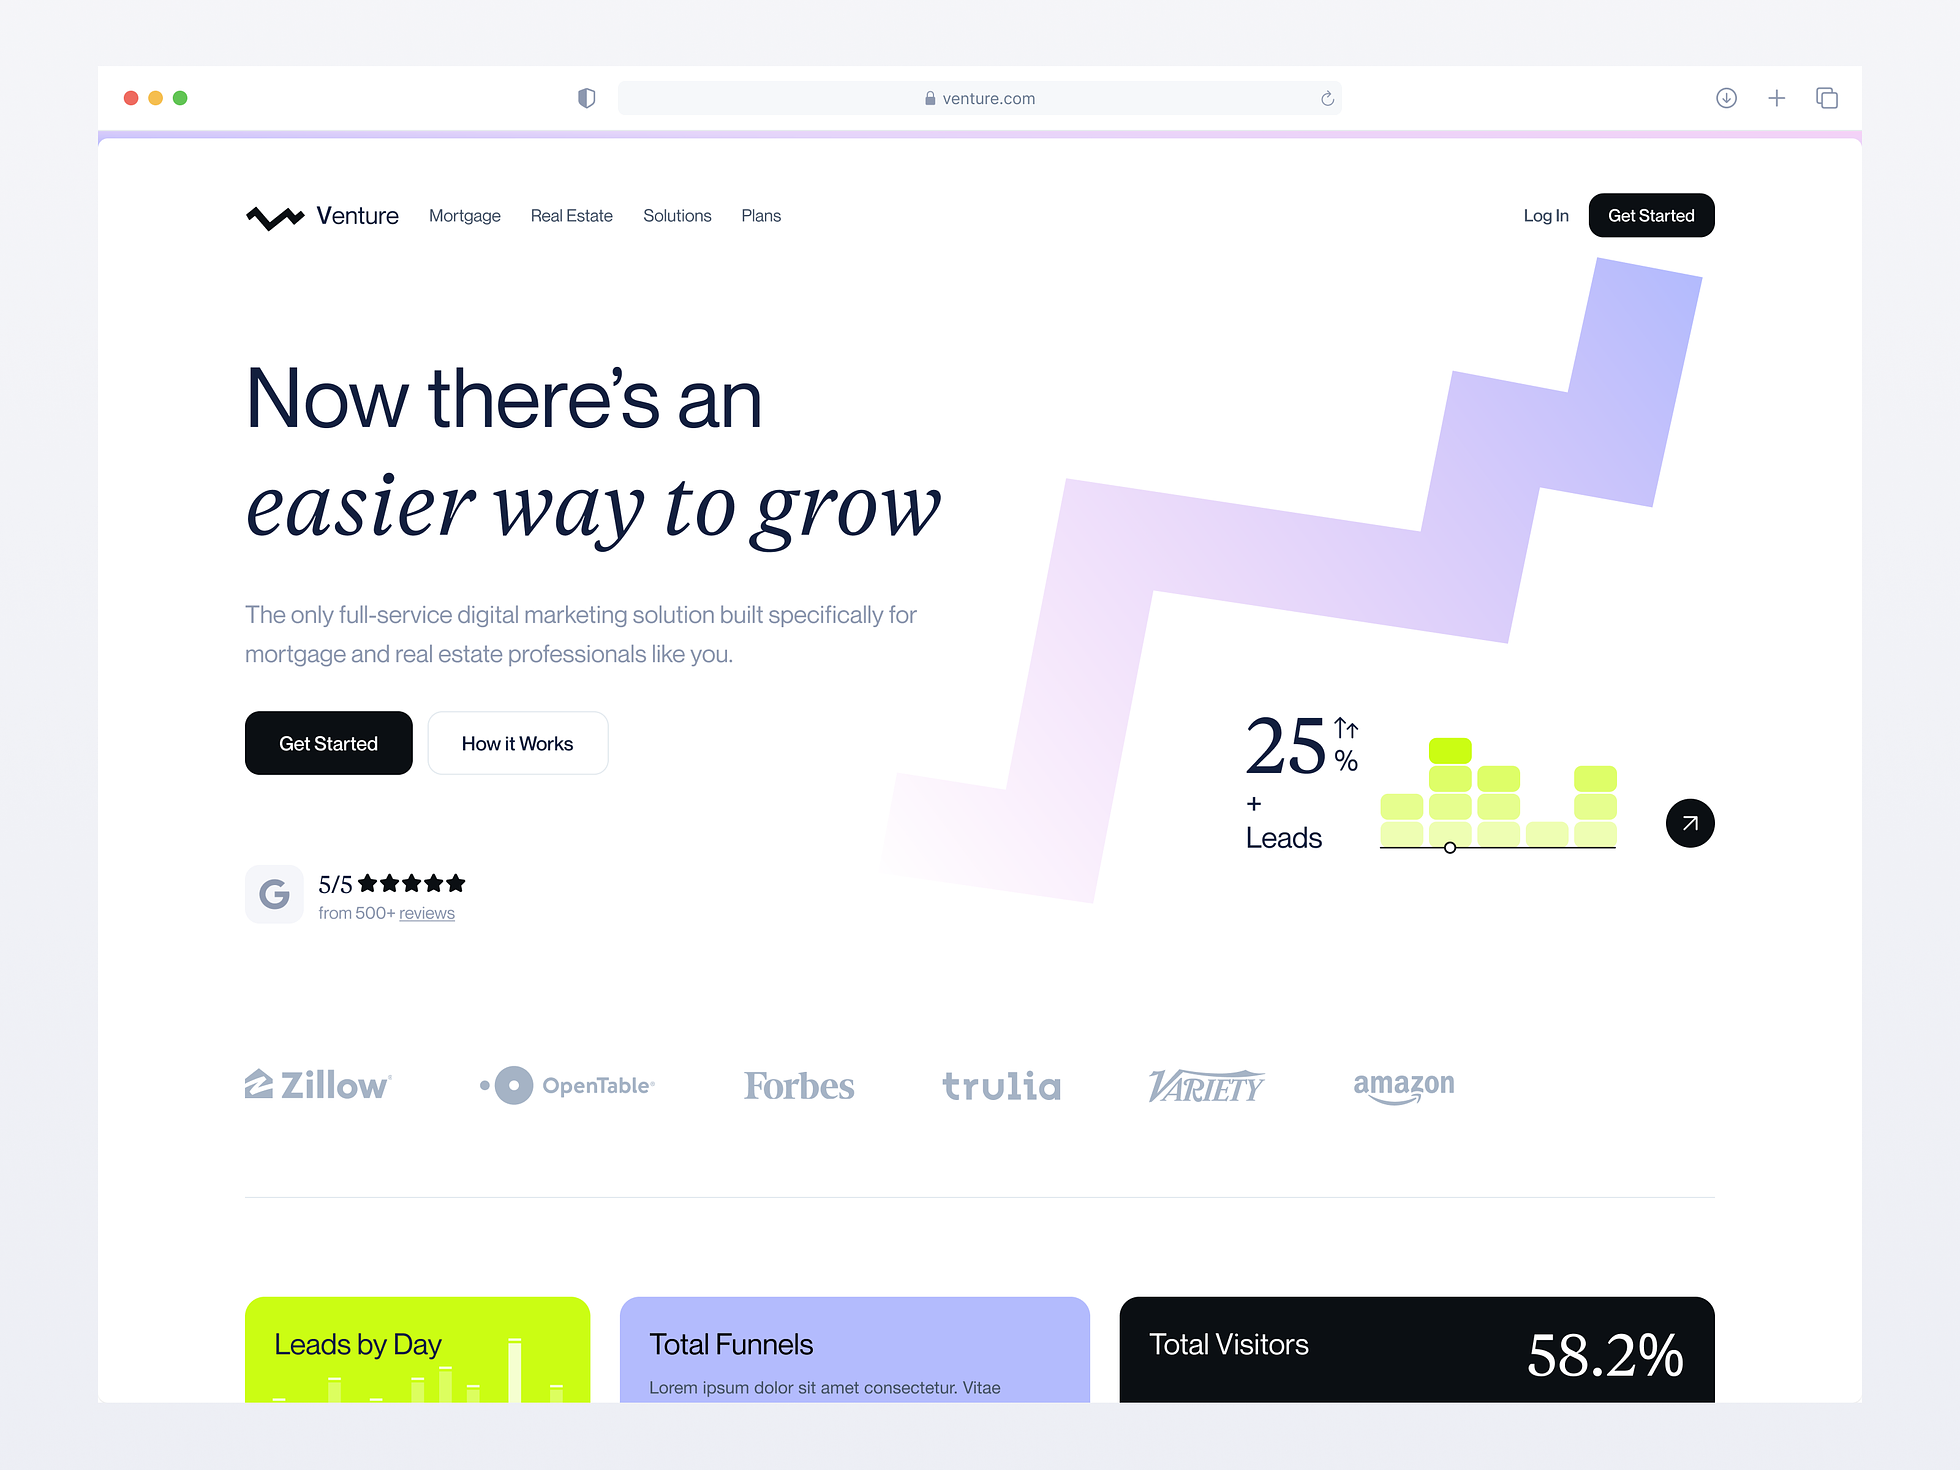 venture.com
Venture
Mortgage
Real Estate
Solutions
Plans
Log In
Get Started
Now there’s an
easier way to grow
The only full-service digital marketing solution built specifically for
mortgage and real estate professionals like you.
Get Started
How it Works
25
%
+
Leads
G
5/5
from 500+ reviews
Zillow®
OpenTable®
Forbes
trulia
VARIETY
amazon
Leads by Day
Total Funnels
Lorem ipsum dolor sit amet consectetur. Vitae
Total Visitors
58.2%